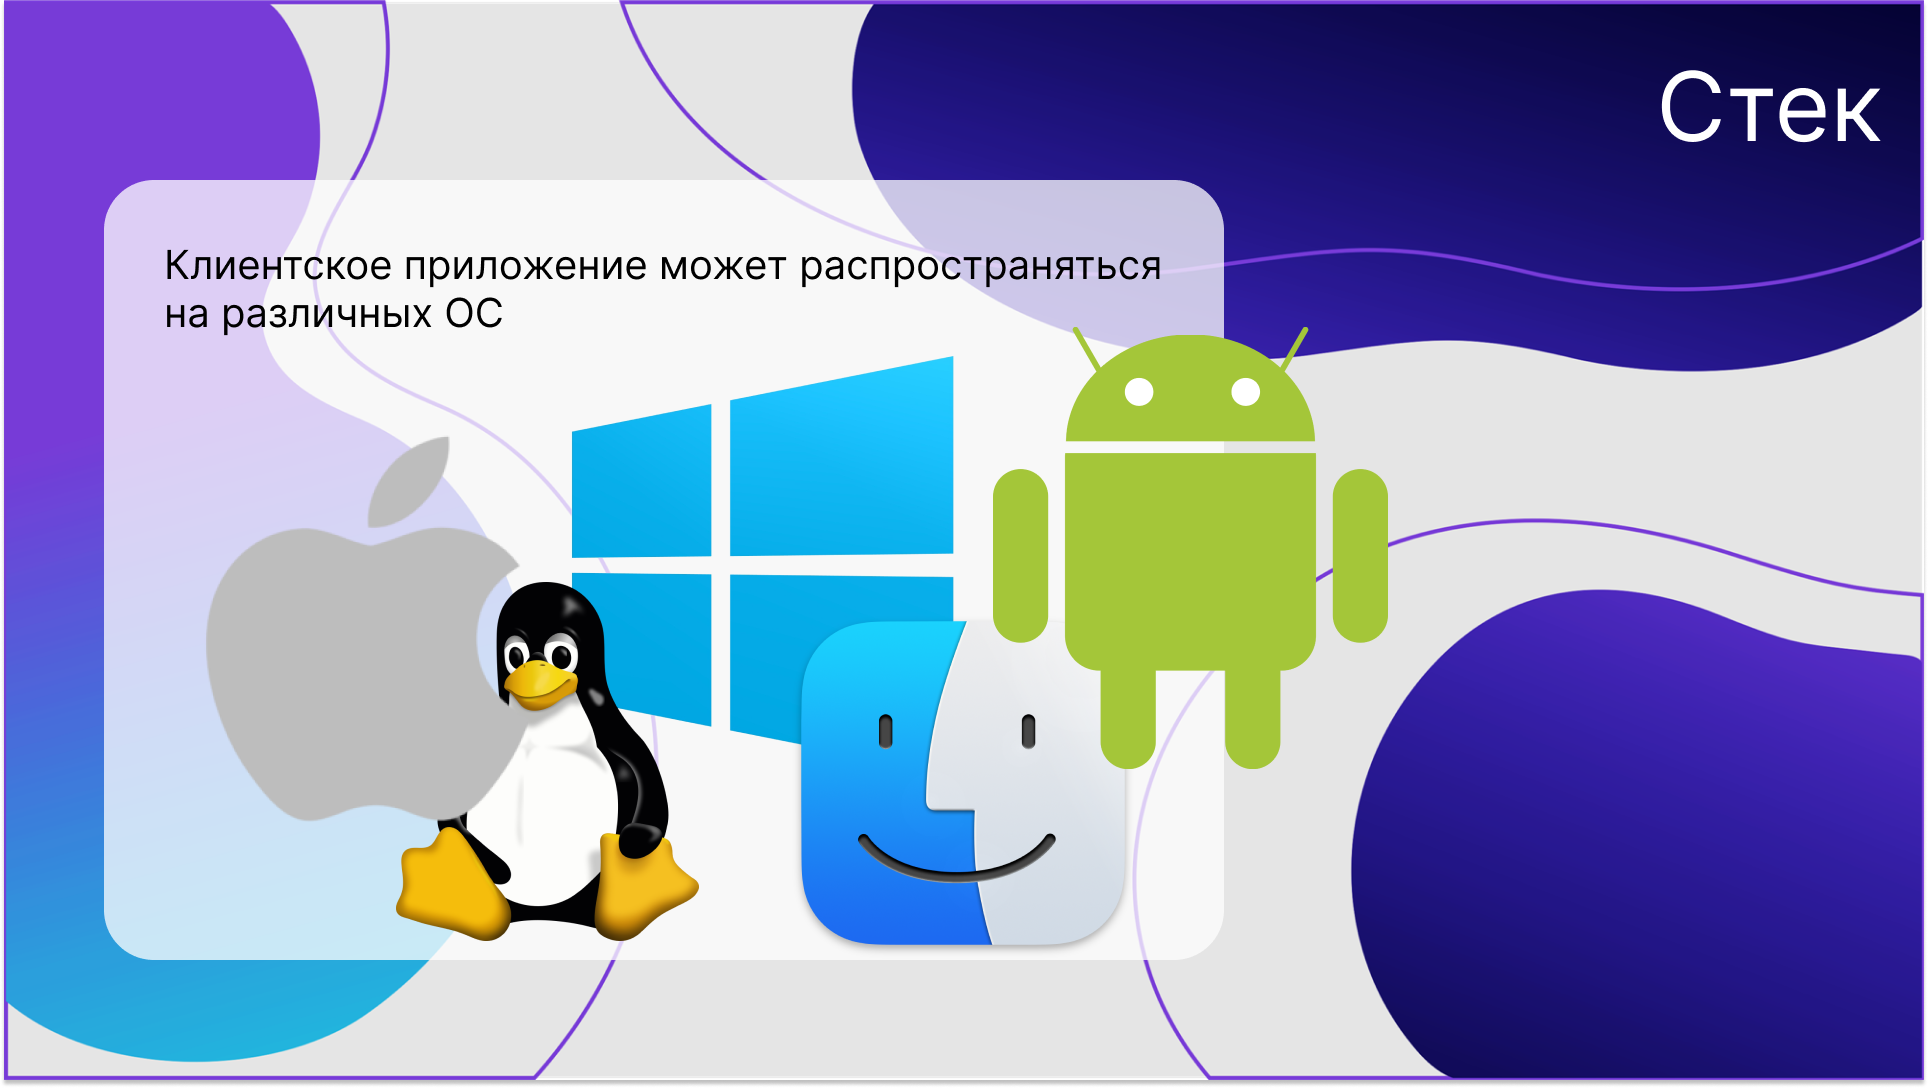 Стек
Клиентское приложение может распространяться
на различных ОС